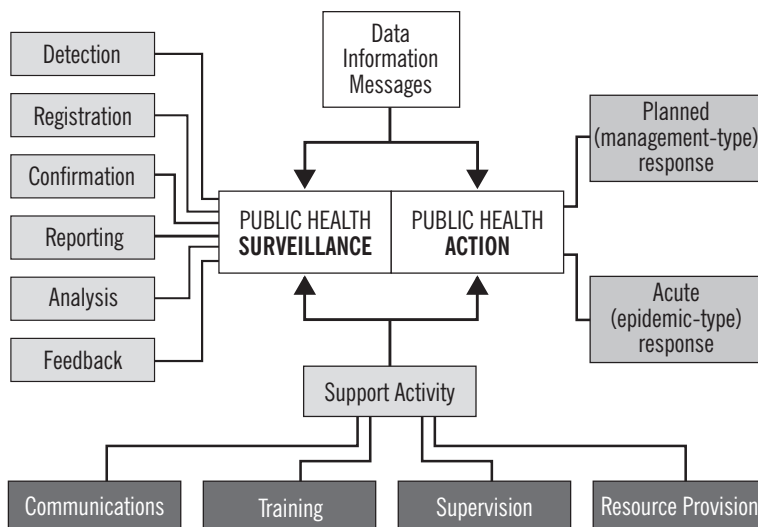 Data
Information
Messages
Detection
Registration
Confirmation
Reporting
Analysis
Feedback
PUBLIC HEALTH
SURVEILLANCE
PUBLIC HEALTH
ACTION
Planned
(management-type)
response
Acute
(epidemic-type)
response
Support Activity
Communications
Training
Supervision
Resource Provision